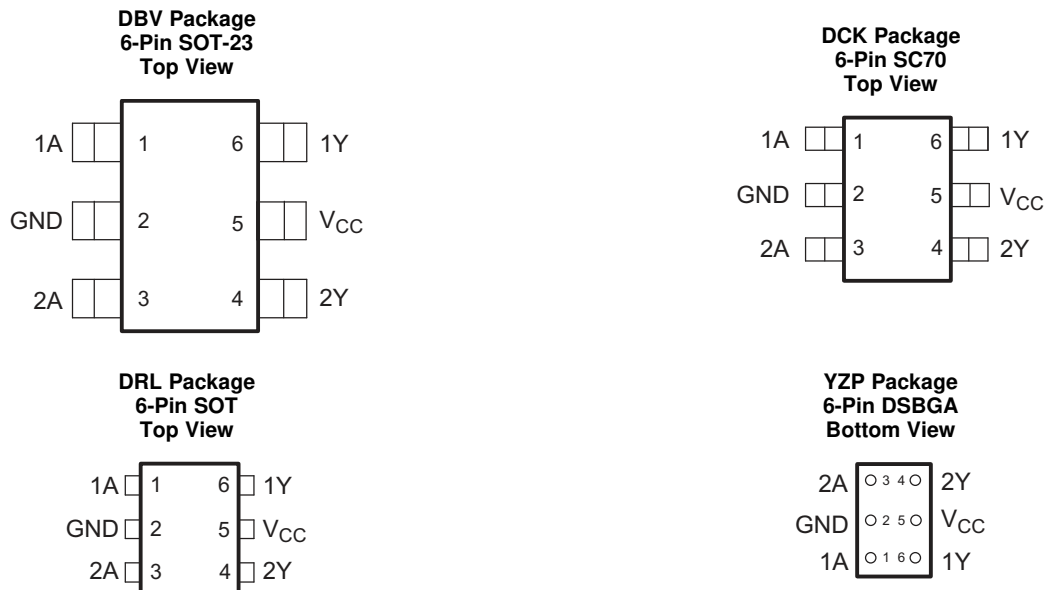 DBV Package
6-Pin SOT-23
Top View
1A 1 6 1Y
GND 2 5 VCC
2A 3 4 2Y
DCK Package
6-Pin SC70
Top View
1A 1 6 1Y
GND 2 5 VCC
2A 3 4 2Y
DRL Package
6-Pin SOT
Top View
1A 1 6 1Y
GND 2 5 VCC
2A 3 4 2Y
YZP Package
6-Pin DSBGA
Bottom View
2A 3 4 2Y
GND 2 5 VCC
1A 1 6 1Y